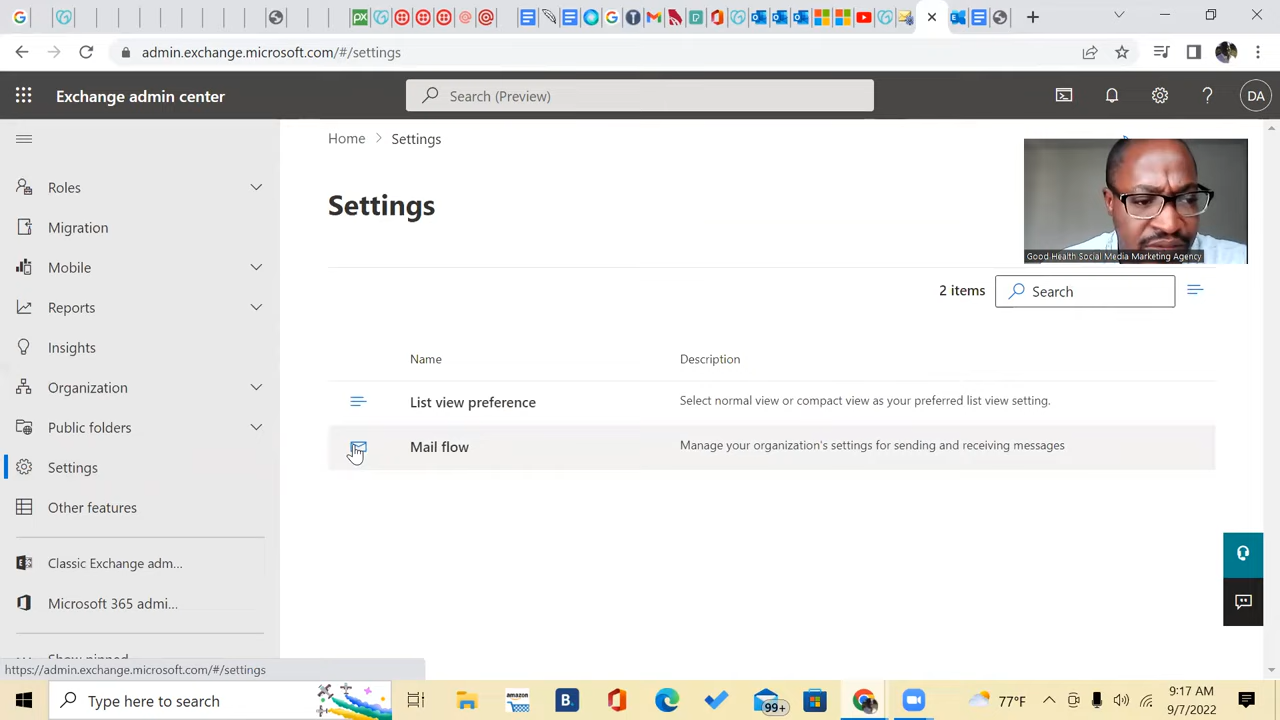 admin.exchange.microsoft.com/#/settings
Exchange admin center
Search (Preview)
DA
Home > Settings
Roles
Migration
Mobile
Reports
Insights
Organization
Public folders
Settings
Other features
Classic Exchange adm...
Microsoft 365 admi...
Settings
Good Health Social Media Marketing Agency
2 items
Search
Name
Description
List view preference
Select normal view or compact view as your preferred list view setting.
Mail flow
Manage your organization's settings for sending and receiving messages
https://admin.exchange.microsoft.com/#/settings
Type here to search
amazon
B.
99+
77°F
9:17 AM
9/7/2022